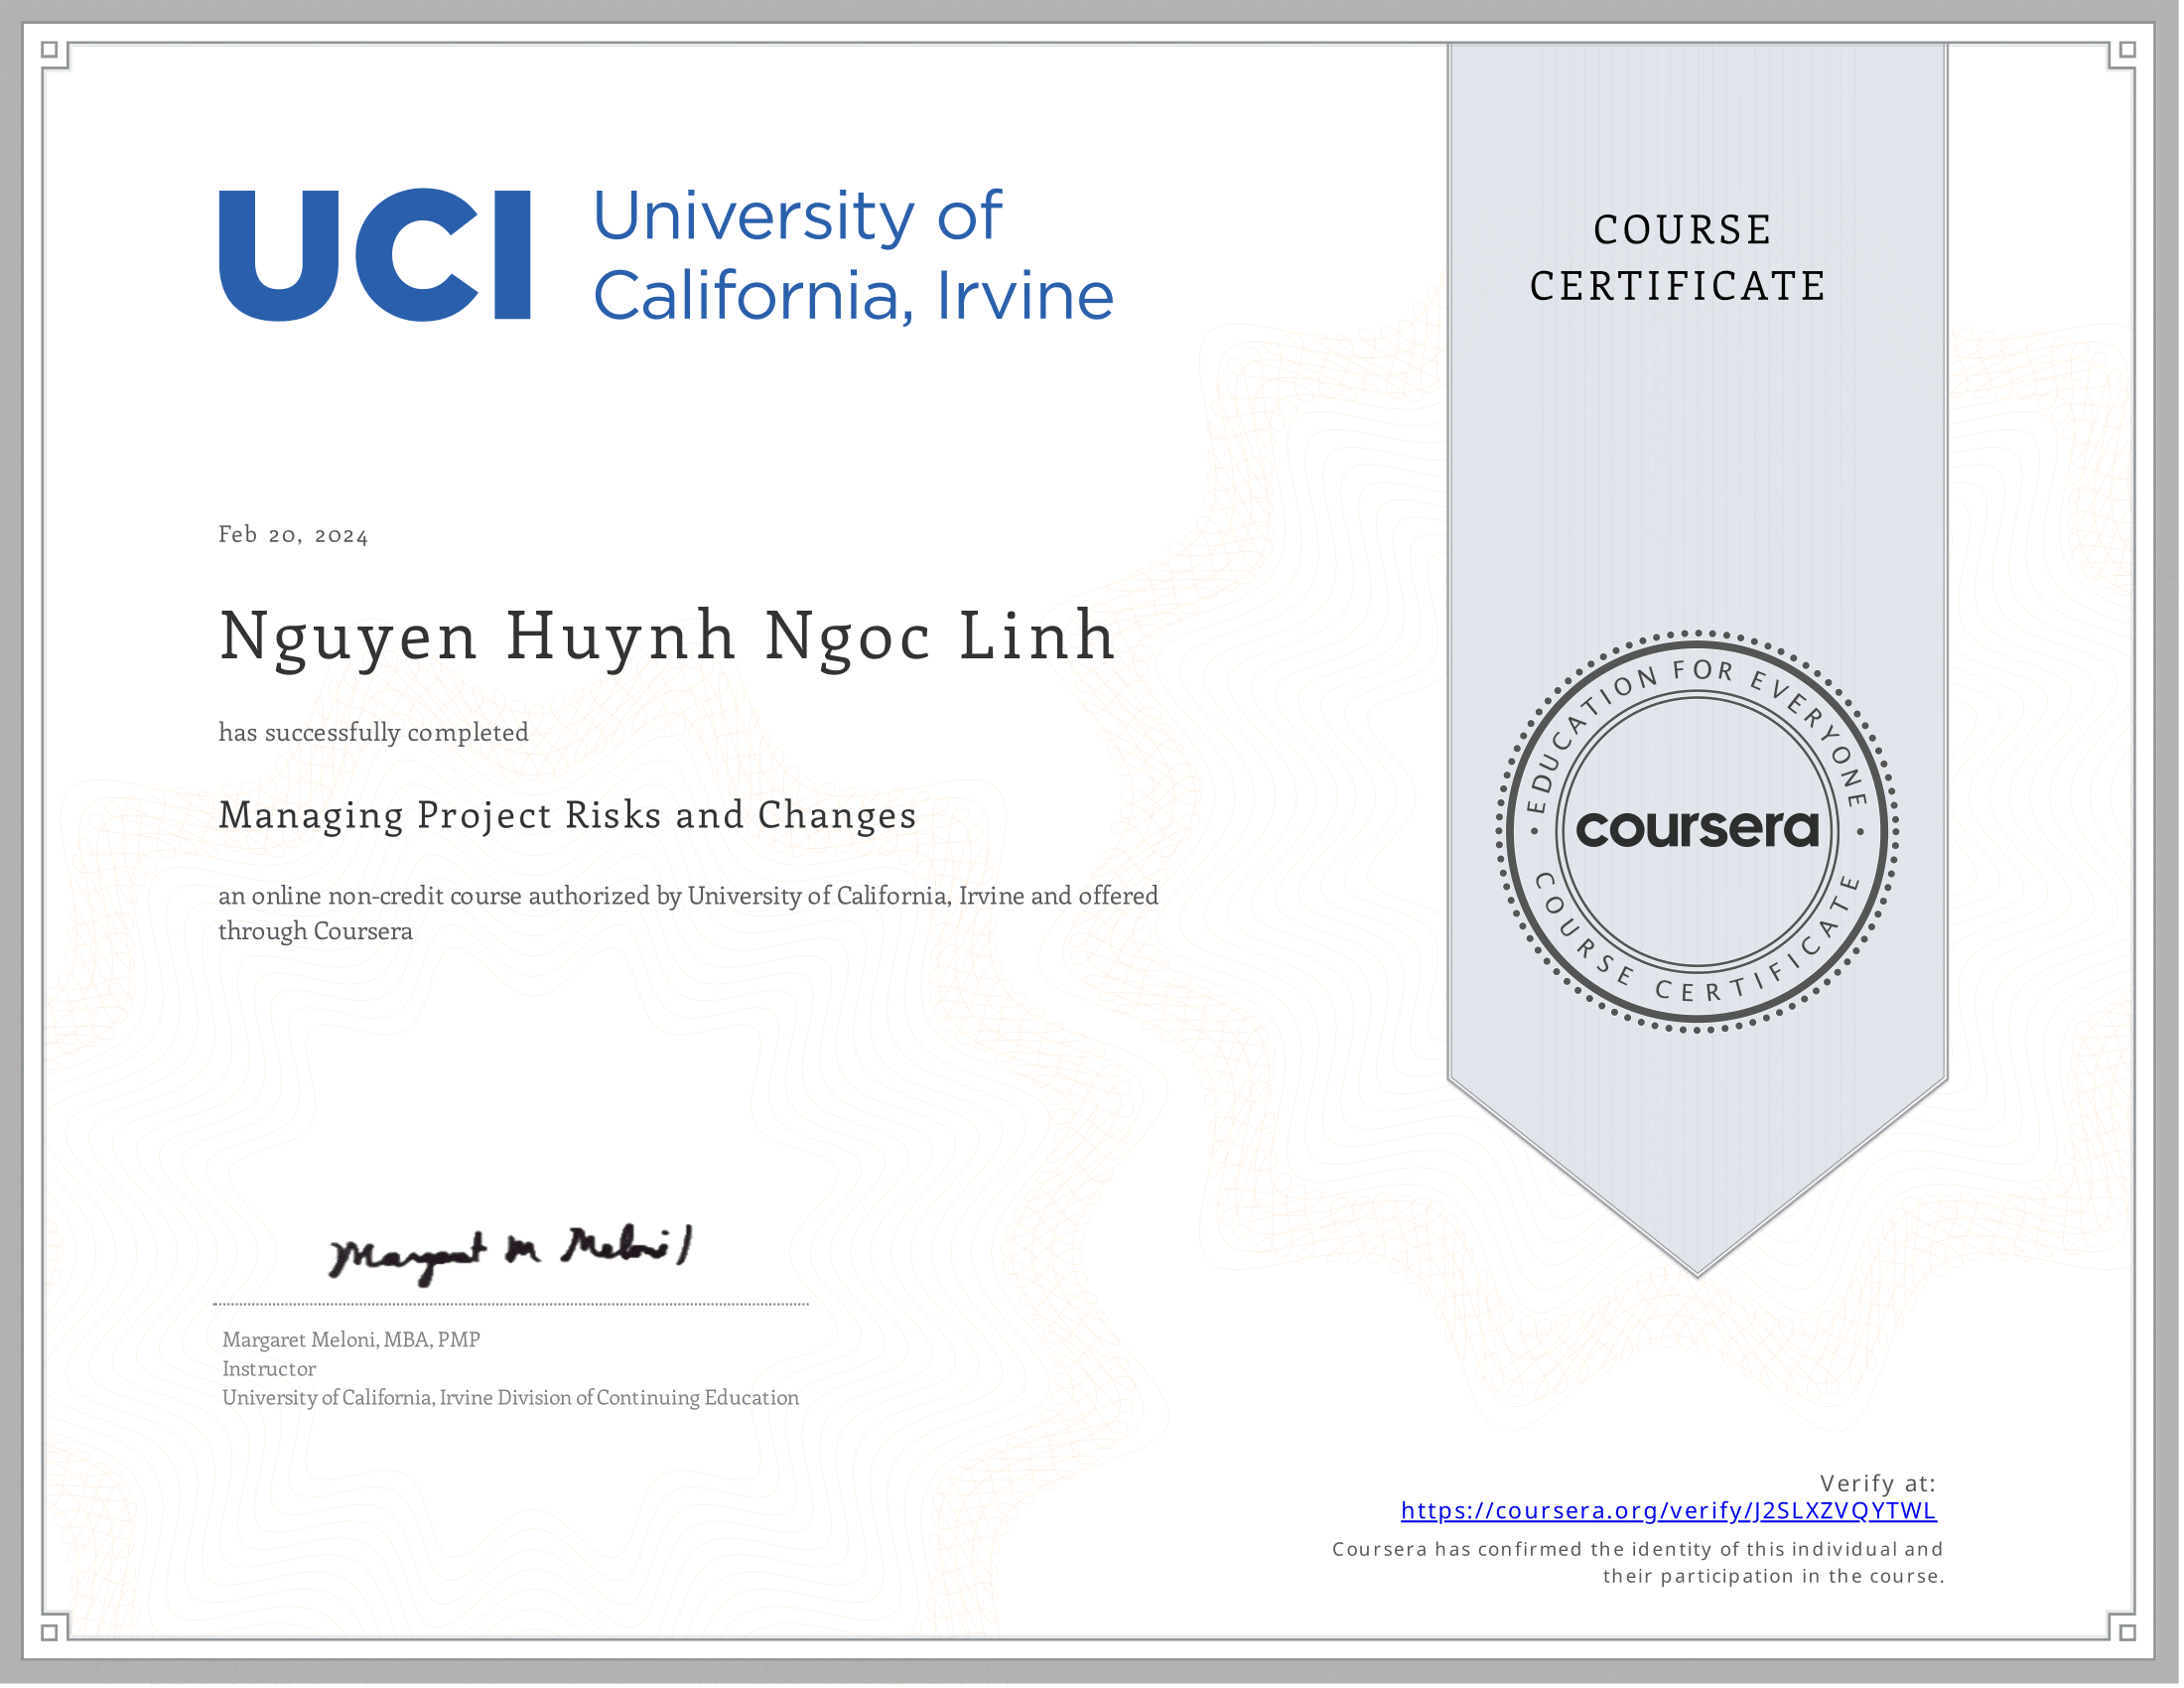 UCI University of
California, Irvine
COURSE
CERTIFICATE
Feb 20, 2024
Nguyen Huynh Ngoc Linh
has successfully completed
Managing Project Risks and Changes
an online non-credit course authorized by University of California, Irvine and offered
through Coursera
EDUCATION FOR EVERYONE
coursera
COURSE CERTIFICATE
Margaret M Meloni
Margaret Meloni, MBA, PMP
Instructor
University of California, Irvine Division of Continuing Education
Verify at:
https://coursera.org/verify/J2SLXZVQYTWL
Coursera has confirmed the identity of this individual and
their participation in the course.